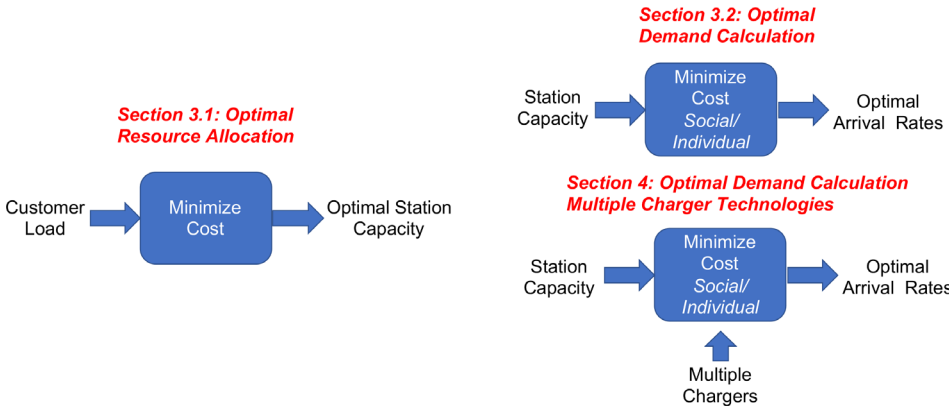 Section 3.1: Optimal
Resource Allocation
Customer
Load
Minimize
Cost
Optimal Station
Capacity
Section 3.2: Optimal
Demand Calculation
Station
Capacity
Minimize
Cost
Social/
Individual
Optimal
Arrival Rates
Section 4: Optimal Demand Calculation
Multiple Charger Technologies
Station
Capacity
Minimize
Cost
Social/
Individual
Optimal
Arrival Rates
Multiple
Chargers